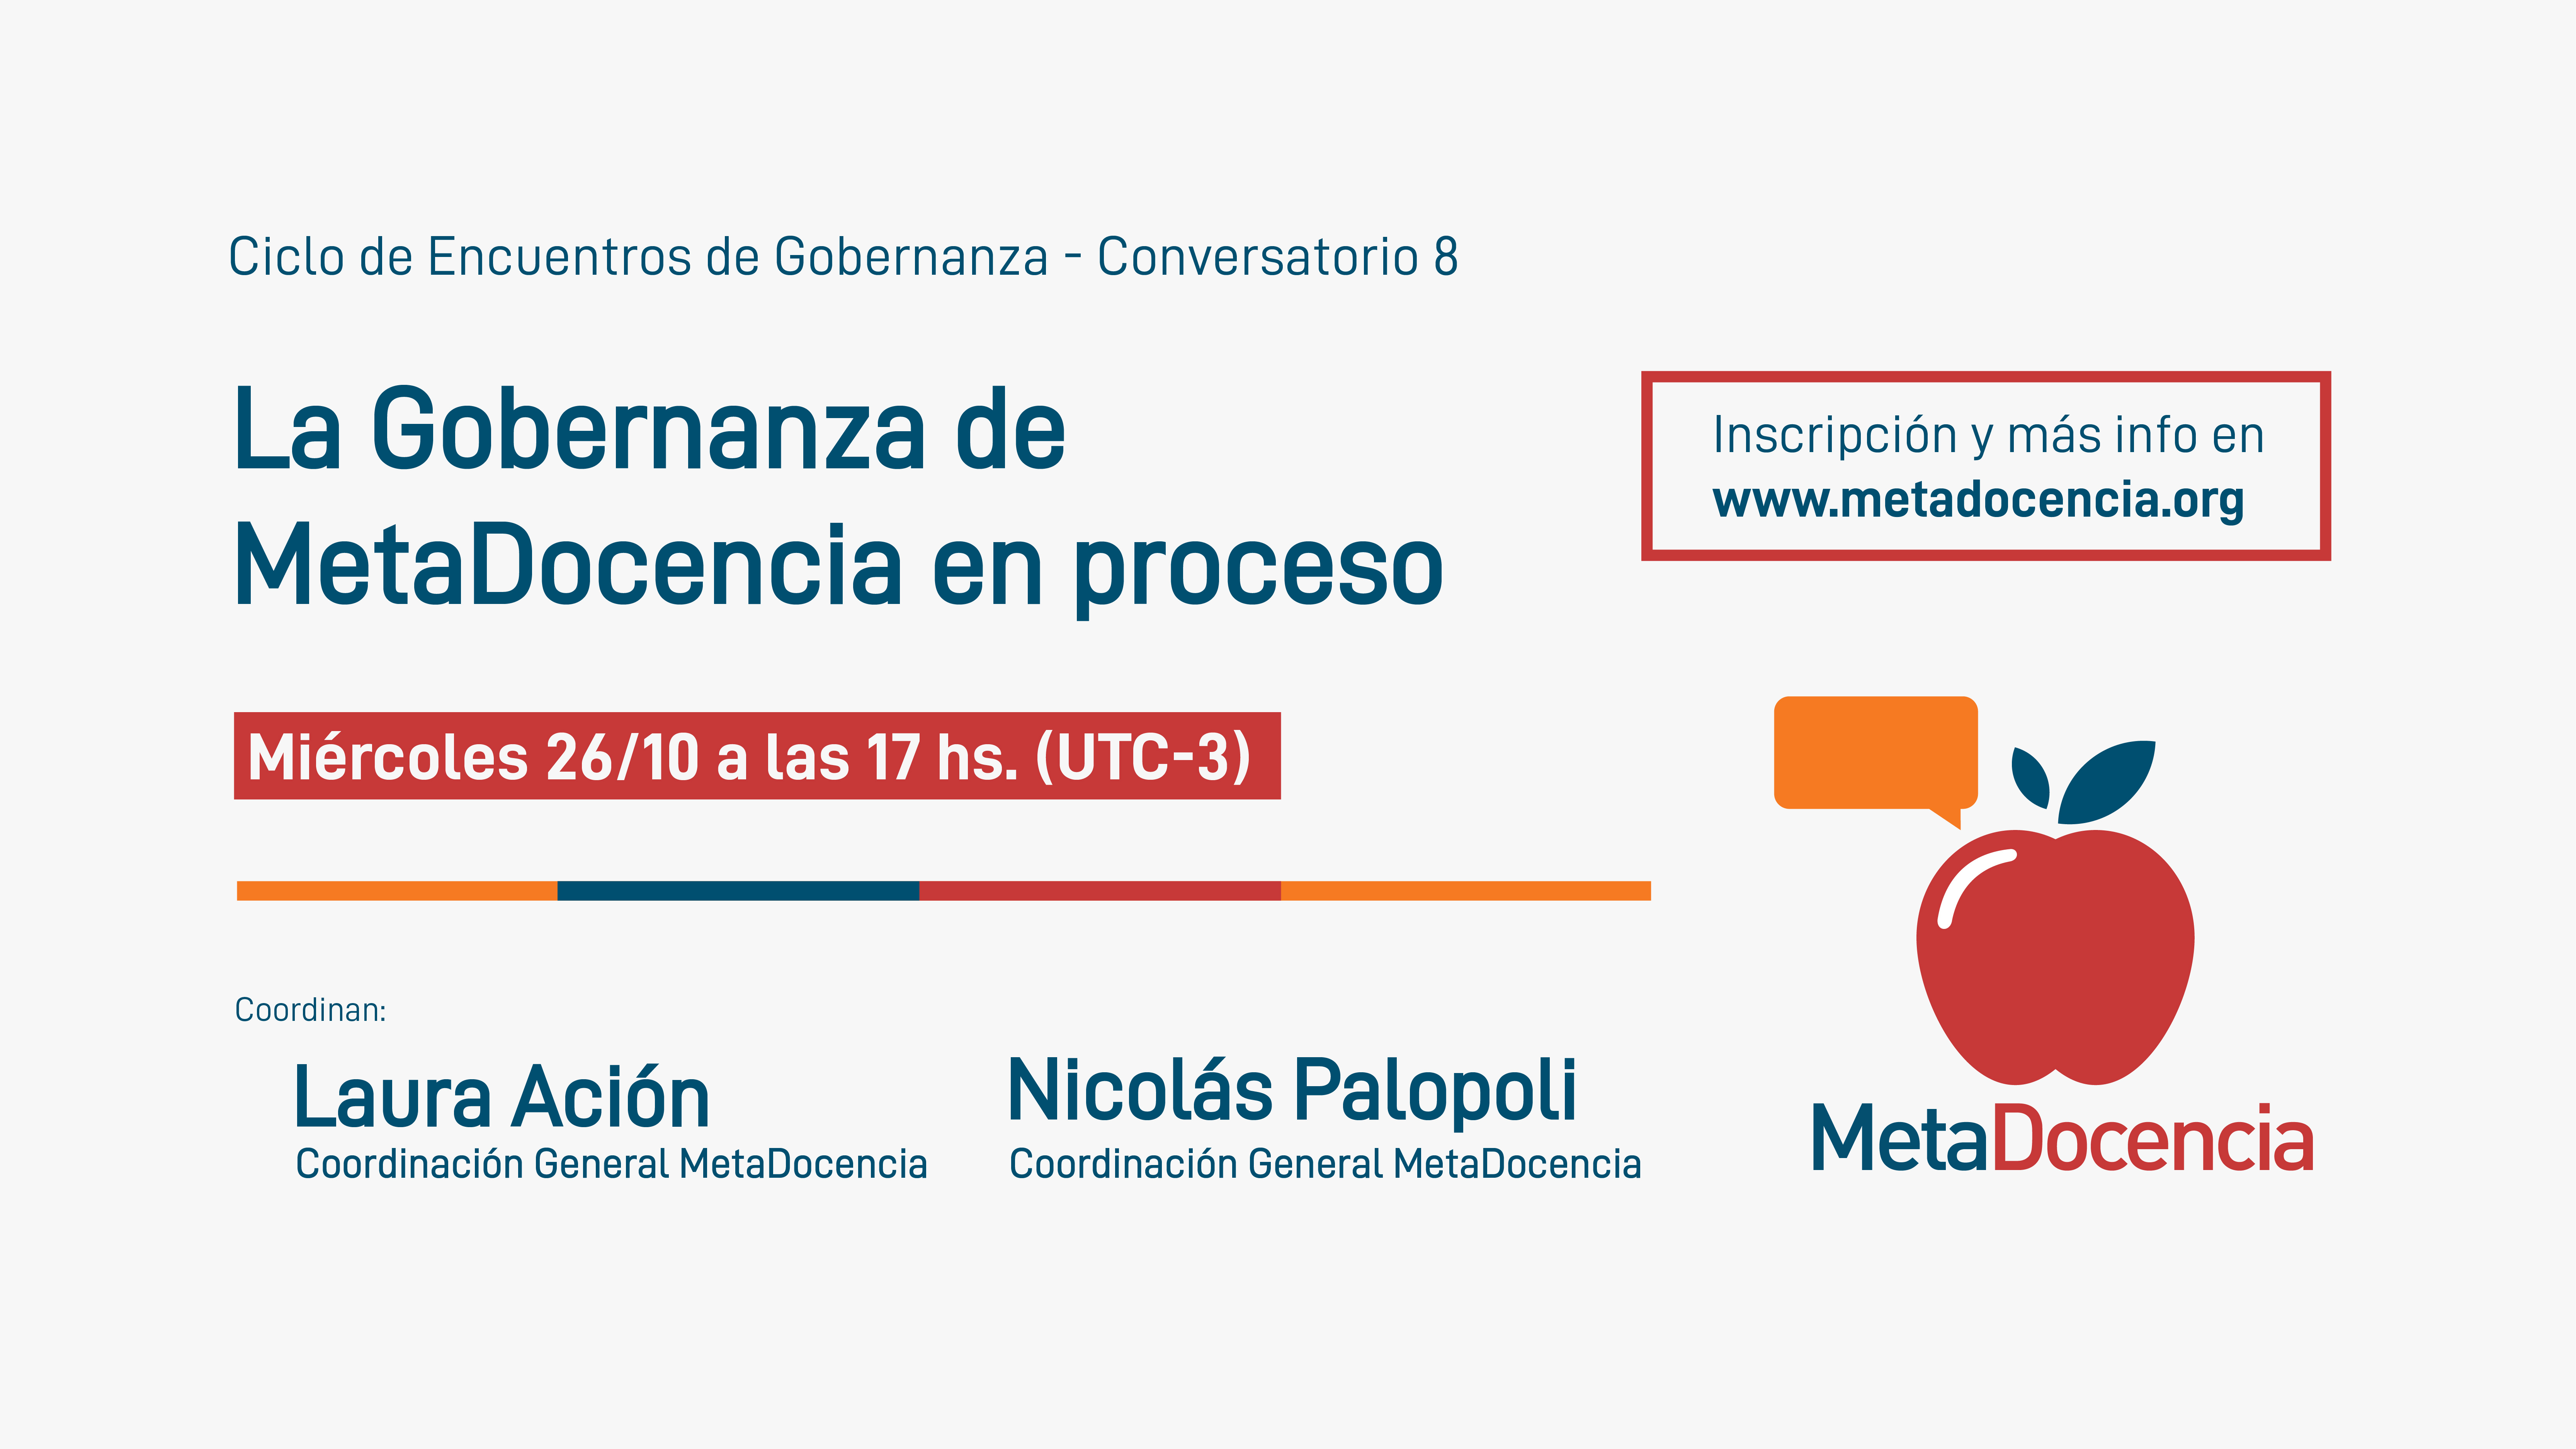 Ciclo de Encuentros de Gobernanza - Conversatorio 8
La Gobernanza de
MetaDocencia en proceso
Inscripción y más info en
www.metadocencia.org
Miércoles 26/10 a las 17 hs. (UTC-3)
Coordinan:
Laura Ación
Coordinación General MetaDocencia
Nicolás Palopoli
Coordinación General MetaDocencia
MetaDocencia